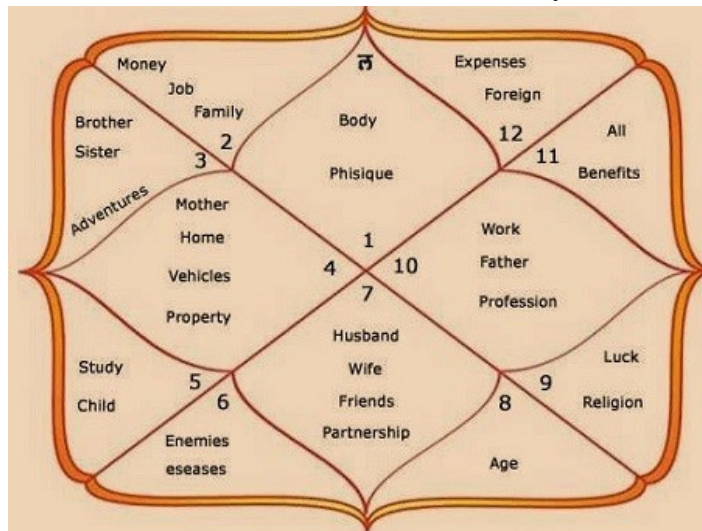 ल
Body
Phisique
1
Money
Job
Family
2
Brother
Sister
Adventures
3
Mother
Home
Vehicles
Property
4
Study
Child
5
6
Enemies
eseases
7
Husband
Wife
Friends
Partnership
8
Age
9
Luck
Religion
10
Work
Father
Profession
11
All
Benefits
12
Expenses
Foreign